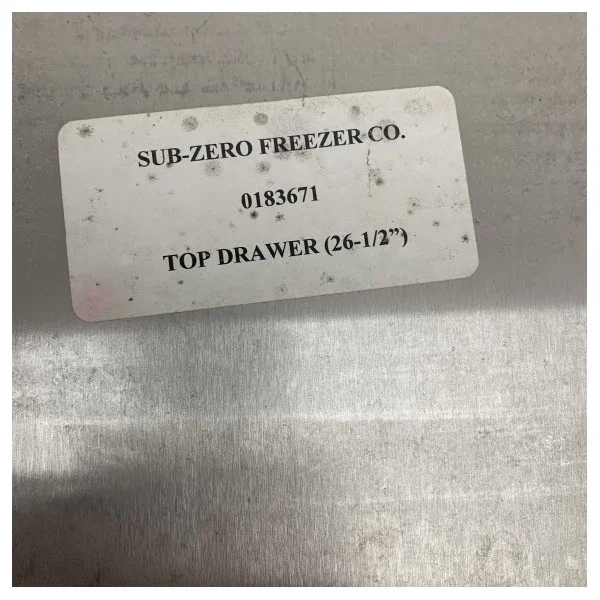 SUB-ZERO FREEZER CO.
0183671
TOP DRAWER (26-1/2”)